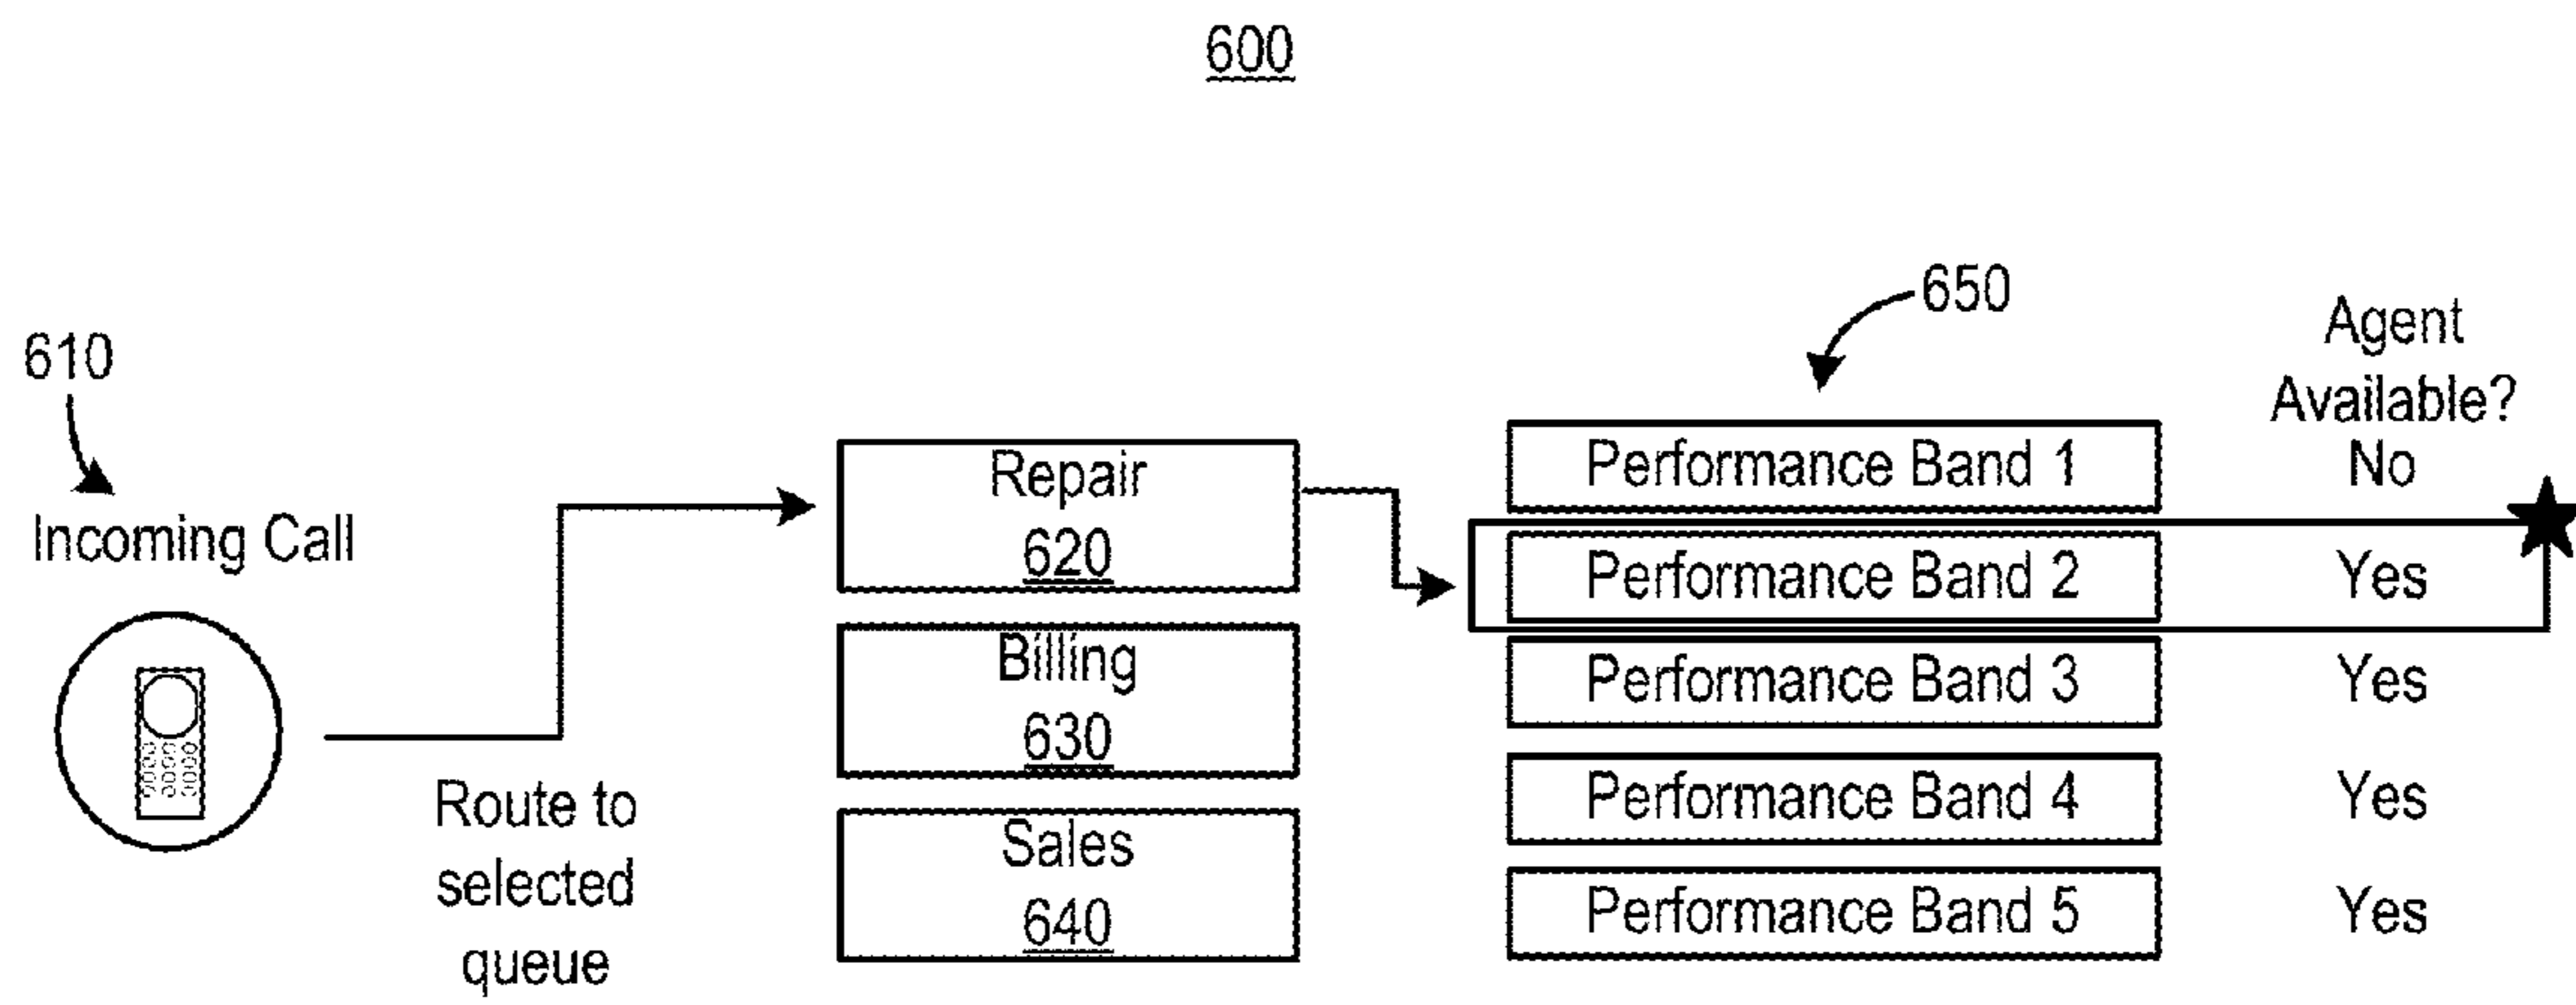 600
610
Incoming Call
Route to
selected
queue
Repair
620
Billing
630
Sales
640
650
Agent
Available?
Performance Band 1 No
Performance Band 2 Yes
Performance Band 3 Yes
Performance Band 4 Yes
Performance Band 5 Yes